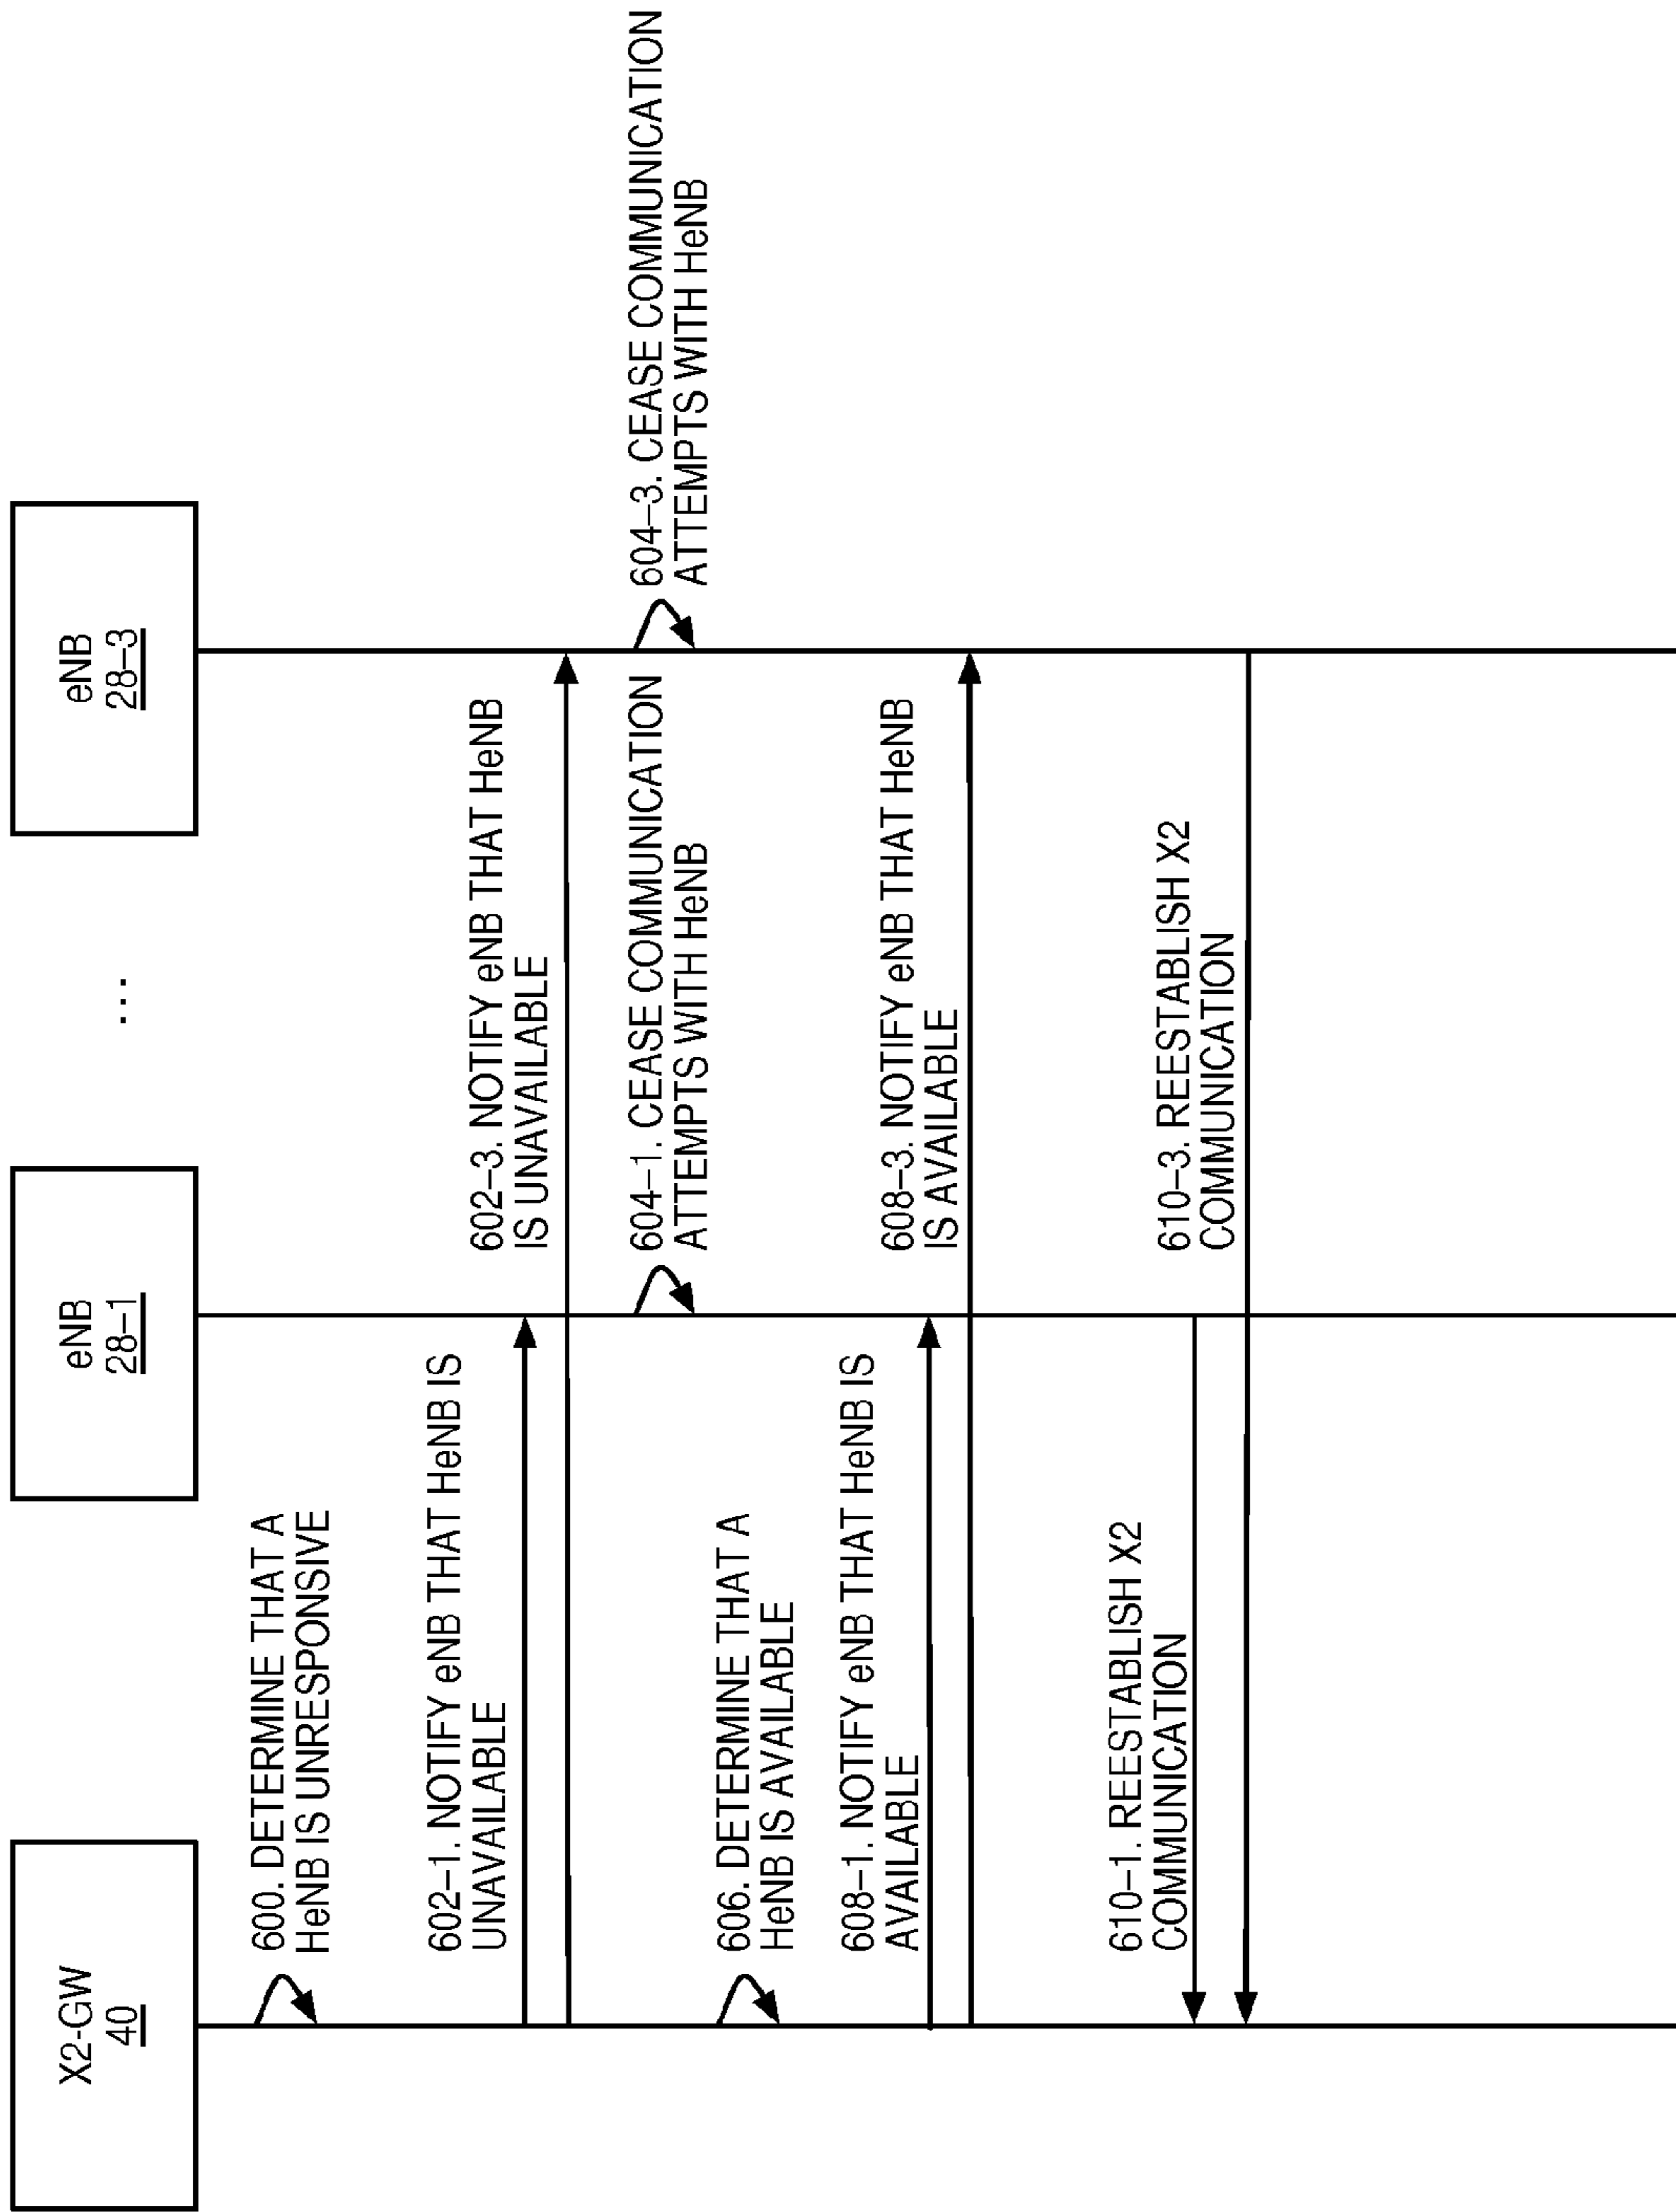 X2-GW
40
eNB
28–1
...
eNB
28–3
600. DETERMINE THAT A
HeNB IS UNRESPONSIVE
602–1. NOTIFY eNB THAT HeNB IS
UNAVAILABLE
602–3. NOTIFY eNB THAT HeNB
IS UNAVAILABLE
604–1. CEASE COMMUNICATION
ATTEMPTS WITH HeNB
604–3. CEASE COMMUNICATION
ATTEMPTS WITH HeNB
606. DETERMINE THAT A
HeNB IS AVAILABLE
608–1. NOTIFY eNB THAT HeNB IS
AVAILABLE
608–3. NOTIFY eNB THAT HeNB
IS AVAILABLE
610–1. REESTABLISH X2
COMMUNICATION
610–3. REESTABLISH X2
COMMUNICATION